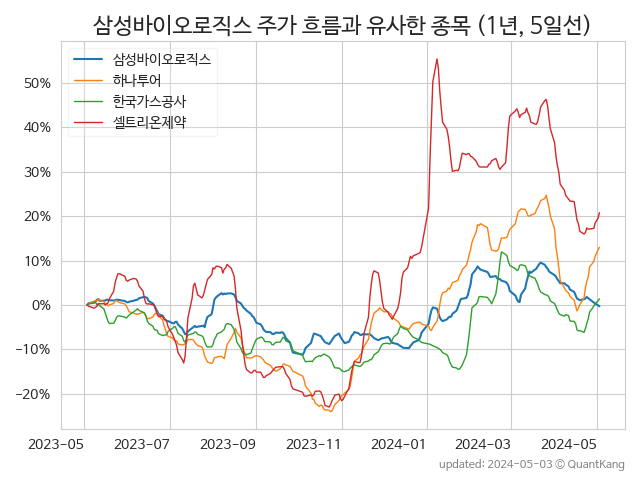 삼성바이오로직스 주가 흐름과 유사한 종목 (1년, 5일선)
삼성바이오로직스
하나투어
한국가스공사
셀트리온제약
50%
40%
30%
20%
10%
0%
−10%
−20%
2023-05 2023-07 2023-09 2023-11 2024-01 2024-03 2024-05
updated: 2024-05-03 ⓒ QuantKang